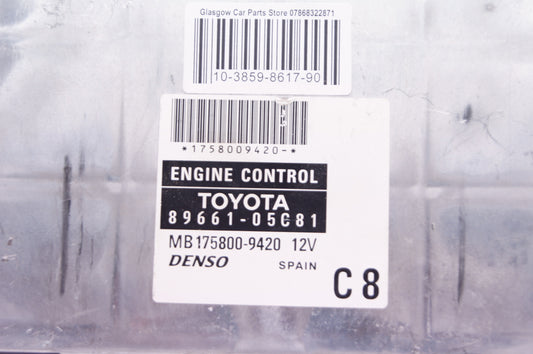 Glasgow Car Parts Store 07868322871
10-3859-8617-90
*1758009420-*
ENGINE CONTROL
TOYOTA
89661-05C81
MB175800-9420 12V
DENSO SPAIN
C8